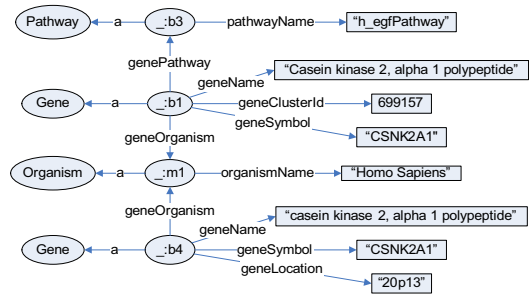 Pathway a _:b3 pathwayName "h_egfPathway"
genePathway
geneName "Casein kinase 2, alpha 1 polypeptide"
Gene a _:b1 geneClusterId 699157
geneSymbol "CSNK2A1"
geneOrganism
Organism a _:m1 organismName "Homo Sapiens"
geneOrganism
geneName "casein kinase 2, alpha 1 polypeptide"
Gene a _:b4 geneSymbol "CSNK2A1"
geneLocation "20p13"